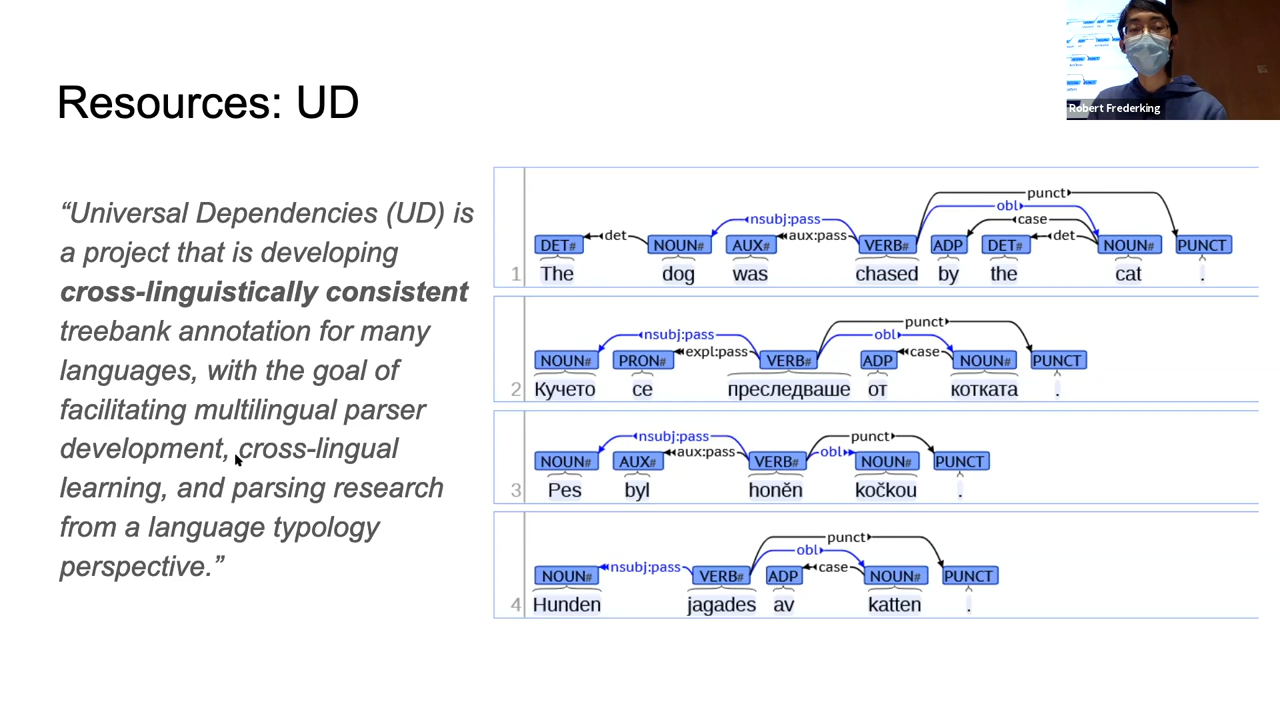 Robert Frederking
Resources: UD
“Universal Dependencies (UD) is
a project that is developing
cross-linguistically consistent
treebank annotation for many
languages, with the goal of
facilitating multilingual parser
development, cross-lingual
learning, and parsing research
from a language typology
perspective.”
punct
obl
nsubj:pass case
det aux:pass det
DET# NOUN# AUX# VERB# ADP DET# NOUN# PUNCT
1 The dog was chased by the cat .
punct
nsubj:pass obl
expl:pass case
NOUN# PRON# VERB# ADP NOUN# PUNCT
2 Кучето се преследваше от котката .
nsubj:pass punct
aux:pass obl
NOUN# AUX# VERB# NOUN# PUNCT
3 Pes byl honěn kočkou .
punct
obl
nsubj:pass case
NOUN# VERB# ADP NOUN# PUNCT
4 Hunden jagades av katten .